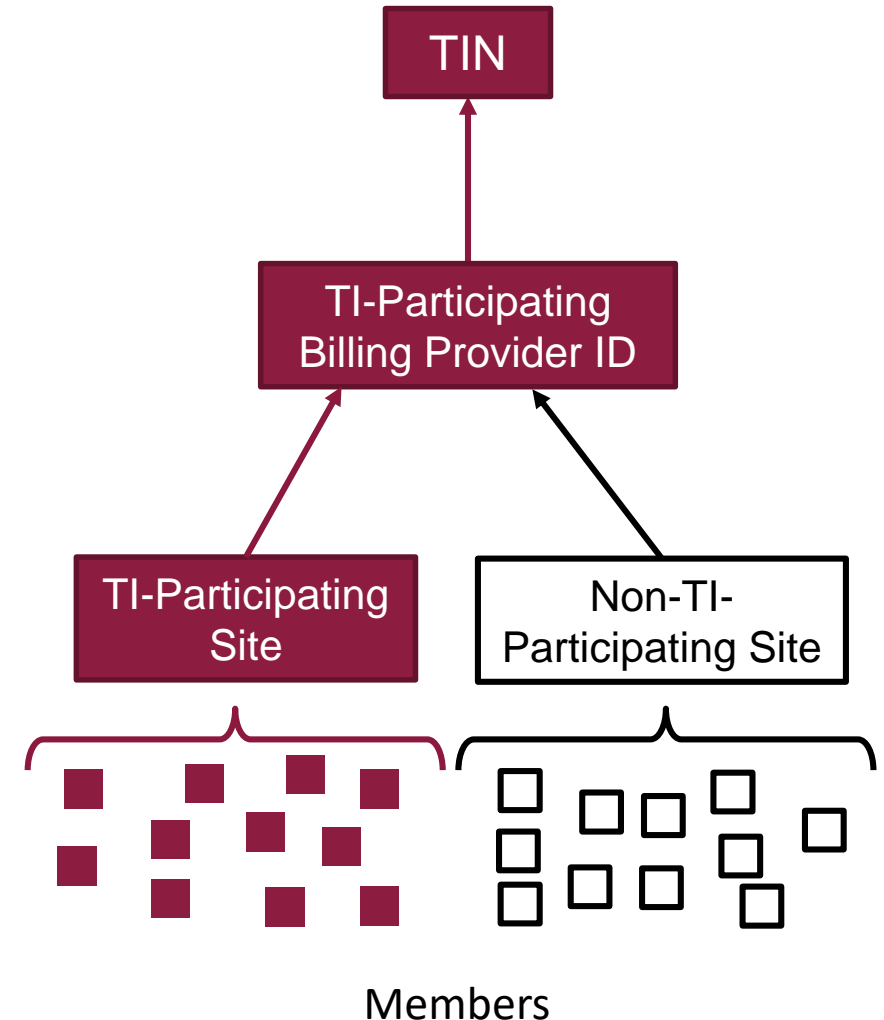 TIN
TI-Participating
Billing Provider ID
TI-Participating
Site
Non-TI-
Participating Site
Members